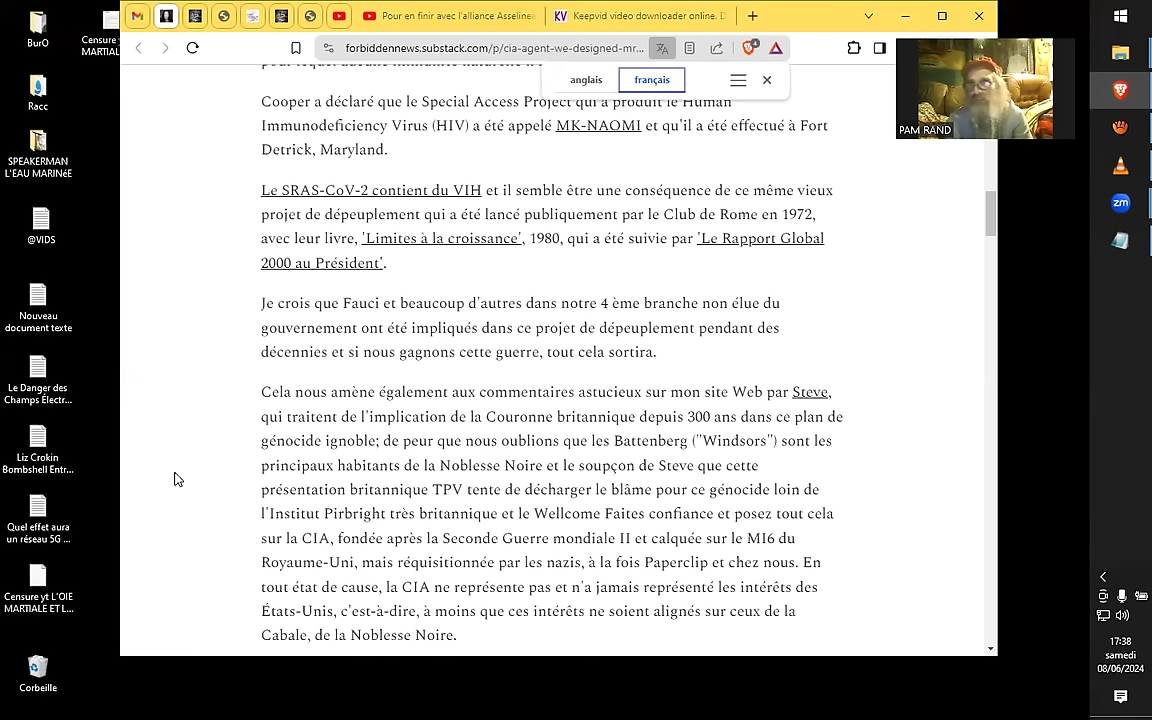 Pour en finir avec l'alliance Asselinea
Keepvid video downloader online. D
forbiddennews.substack.com/p/cia-agent-we-designed-mr...
4
anglais
français
PAM RAND
BurO
Censure yt
MARTIALE
Racc
SPEAKERMAN
L'EAU MARINéE
@VIDS
Nouveau
document texte
Le Danger des
Champs Électr...
Liz Crokin
Bombshell Entr...
Quel effet aura
un réseau 5G ...
Censure yt L'OIE
MARTIALE ET L...
Corbeille
Cooper a déclaré que le Special Access Project qui a produit le Human
Immunodeficiency Virus (HIV) a été appelé MK-NAOMI et qu'il a été effectué à Fort
Detrick, Maryland.
Le SRAS-CoV-2 contient du VIH et il semble être une conséquence de ce même vieux
projet de dépeuplement qui a été lancé publiquement par le Club de Rome en 1972,
avec leur livre, 'Limites à la croissance', 1980, qui a été suivie par 'Le Rapport Global
2000 au Président'.
Je crois que Fauci et beaucoup d'autres dans notre 4 ème branche non élue du
gouvernement ont été impliqués dans ce projet de dépeuplement pendant des
décennies et si nous gagnons cette guerre, tout cela sortira.
Cela nous amène également aux commentaires astucieux sur mon site Web par Steve,
qui traitent de l'implication de la Couronne britannique depuis 300 ans dans ce plan de
génocide ignoble; de peur que nous oublions que les Battenberg ("Windsors") sont les
principaux habitants de la Noblesse Noire et le soupçon de Steve que cette
présentation britannique TPV tente de décharger le blâme pour ce génocide loin de
l'Institut Pirbright très britannique et le Wellcome Faites confiance et posez tout cela
sur la CIA, fondée après la Seconde Guerre mondiale II et calquée sur le MI6 du
Royaume-Uni, mais réquisitionnée par les nazis, à la fois Paperclip et chez nous. En
tout état de cause, la CIA ne représente pas et n'a jamais représenté les intérêts des
États-Unis, c'est-à-dire, à moins que ces intérêts ne soient alignés sur ceux de la
Cabale, de la Noblesse Noire.
zm
17:38
samedi
08/06/2024